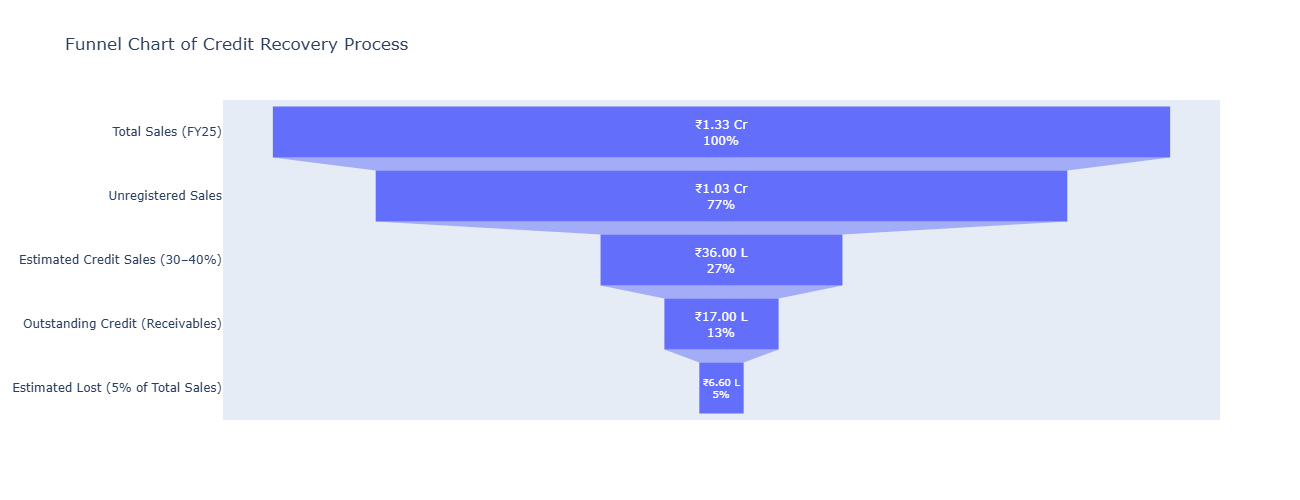 Funnel Chart of Credit Recovery Process
Total Sales (FY25)
₹1.33 Cr
100%
Unregistered Sales
₹1.03 Cr
77%
Estimated Credit Sales (30–40%)
₹36.00 L
27%
Outstanding Credit (Receivables)
₹17.00 L
13%
Estimated Lost (5% of Total Sales)
₹6.60 L
5%